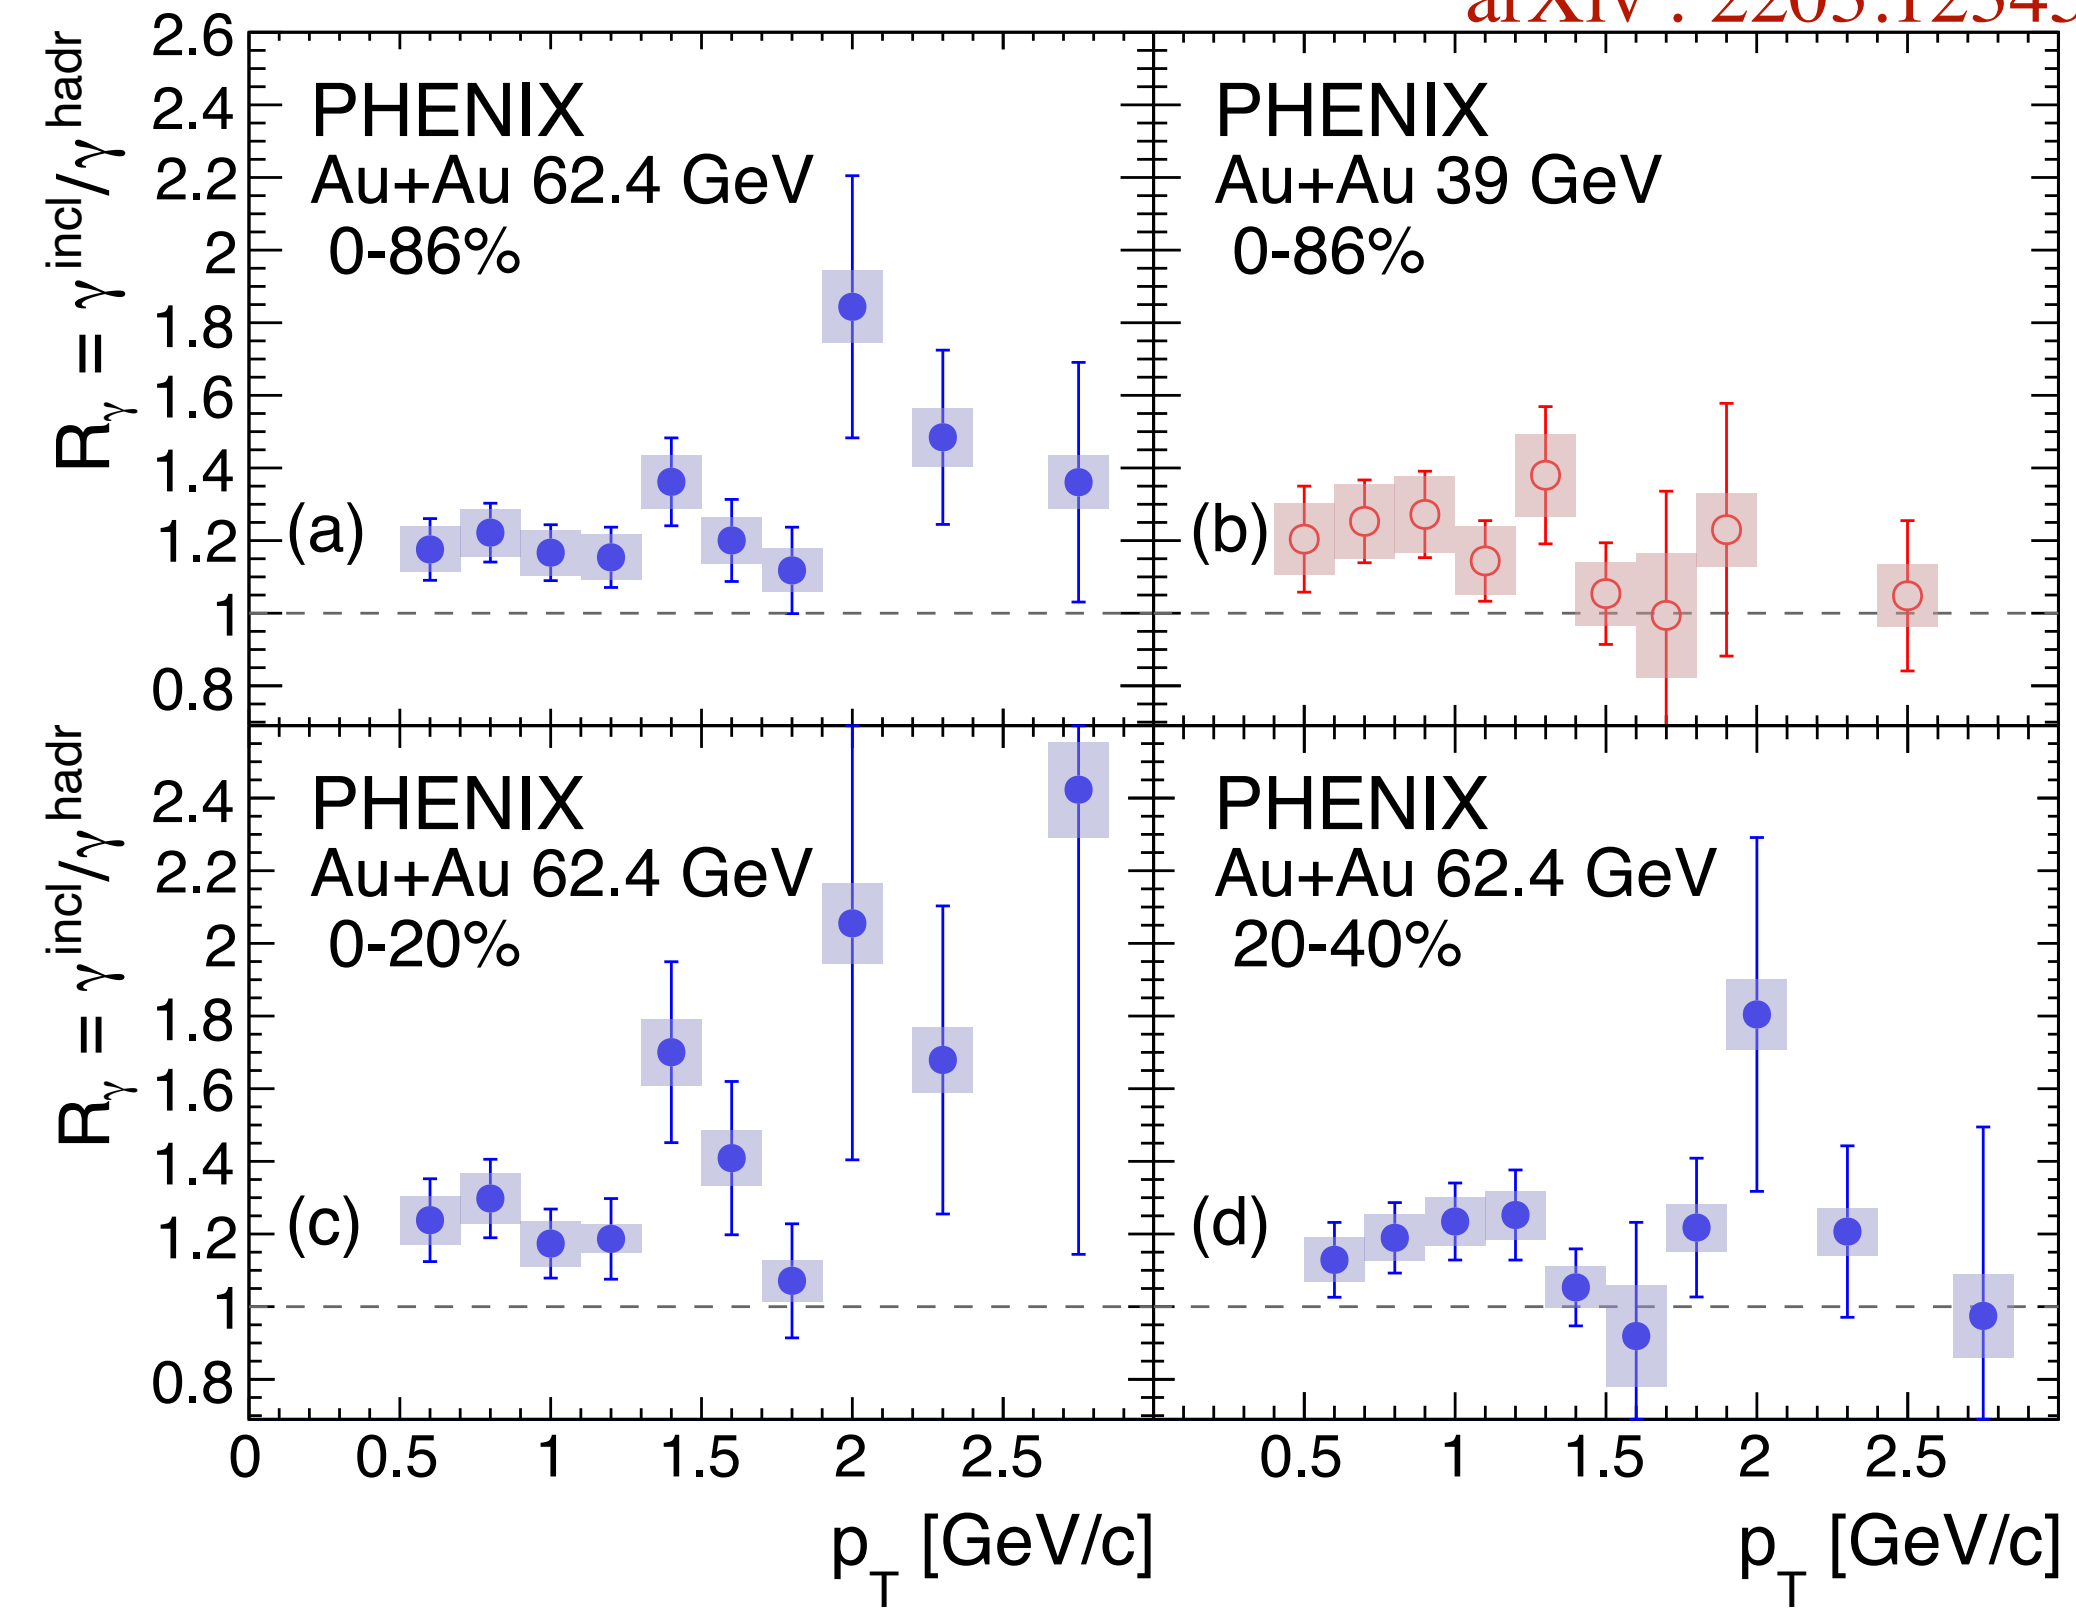 arXiv : 2203.12345
2.6
2.4
2.2
2
1.8
1.6
1.4
1.2
1
0.8
R_γ = γ^incl/γ^hadr
PHENIX
Au+Au 62.4 GeV
0-86%
(a)
PHENIX
Au+Au 39 GeV
0-86%
(b)
2.4
2.2
2
1.8
1.6
1.4
1.2
1
0.8
R_γ = γ^incl/γ^hadr
PHENIX
Au+Au 62.4 GeV
0-20%
(c)
PHENIX
Au+Au 62.4 GeV
20-40%
(d)
0 0.5 1 1.5 2 2.5
0.5 1 1.5 2 2.5
p_T [GeV/c]
p_T [GeV/c]